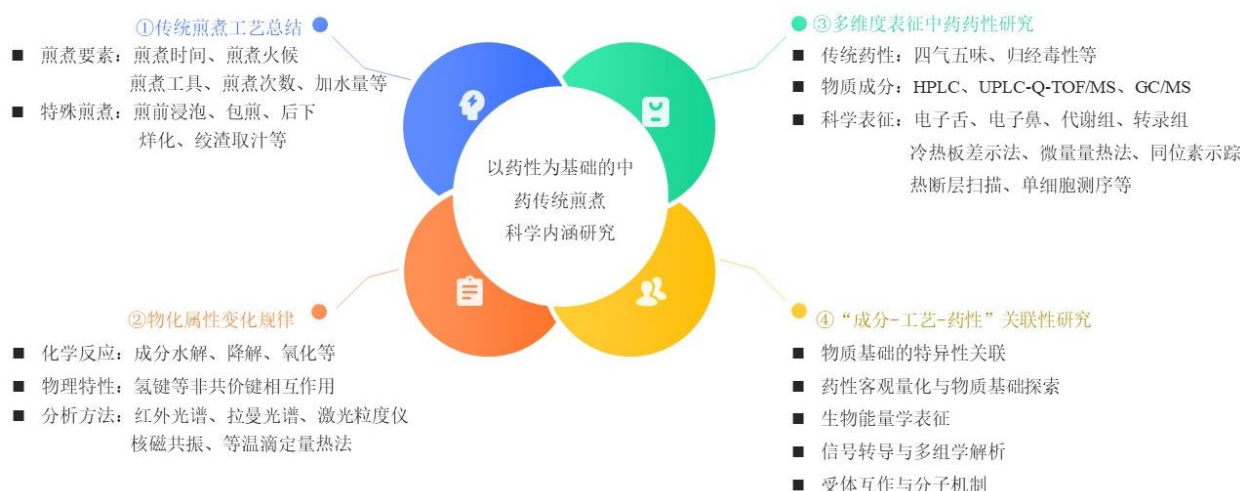 ①传统煎煮工艺总结
■ 煎煮要素：煎煮时间、煎煮火候
煎煮工具、煎煮次数、加水量等
■ 特殊煎煮：煎前浸泡、包煎、后下
烊化、绞渣取汁等
③多维度表征中药药性研究
■ 传统药性：四气五味、归经毒性等
■ 物质成分：HPLC、UPLC-Q-TOF/MS、GC/MS
■ 科学表征：电子舌、电子鼻、代谢组、转录组
冷热板差示法、微量量热法、同位素示踪
热断层扫描、单细胞测序等
以药性为基础的中
药传统煎煮
科学内涵研究
②物化属性变化规律
■ 化学反应：成分水解、降解、氧化等
■ 物理特性：氢键等非共价键相互作用
■ 分析方法：红外光谱、拉曼光谱、激光粒度仪
核磁共振、等温滴定量热法
④“成分-工艺-药性”关联性研究
■ 物质基础的特异性关联
■ 药性客观量化与物质基础探索
■ 生物能量学表征
■ 信号转导与多组学解析
■ 受体互作与分子机制